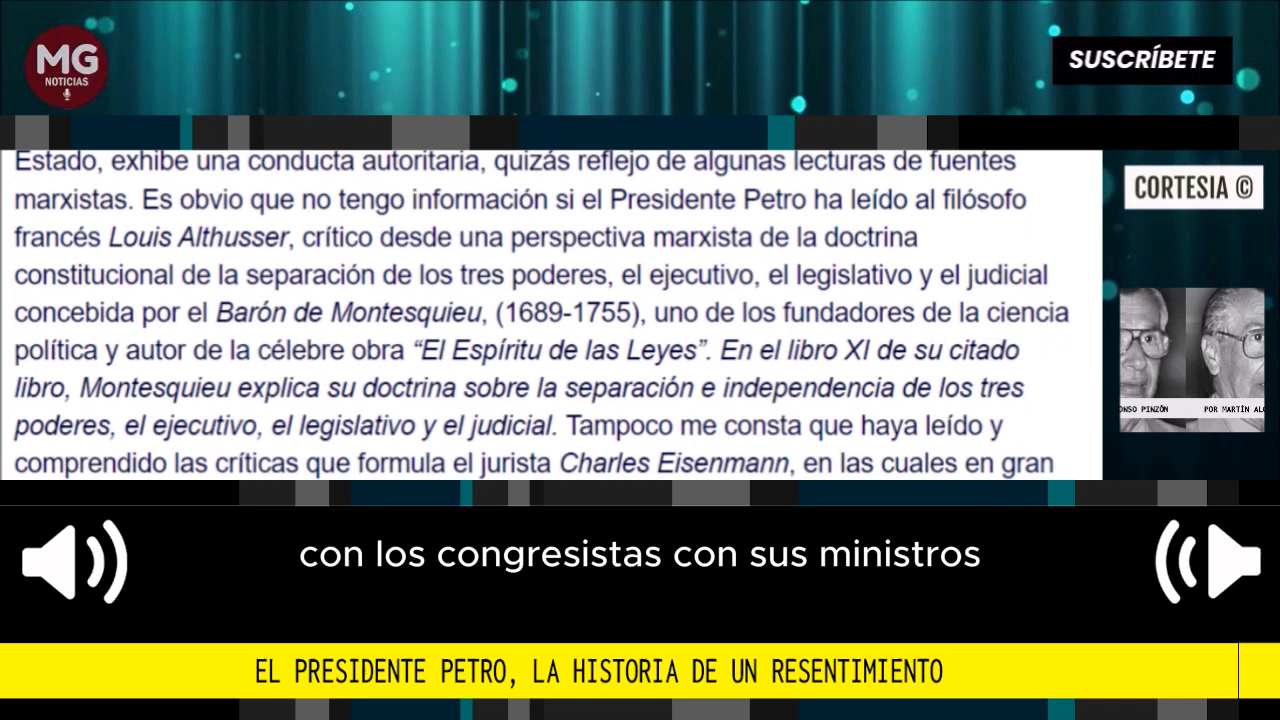 MG
NOTICIAS
SUSCRÍBETE
Estado, exhibe una conducta autoritaria, quizás reflejo de algunas lecturas de fuentes
marxistas. Es obvio que no tengo información si el Presidente Petro ha leído al filósofo
francés Louis Althusser, crítico desde una perspectiva marxista de la doctrina
constitucional de la separación de los tres poderes, el ejecutivo, el legislativo y el judicial
concebida por el Barón de Montesquieu, (1689-1755), uno de los fundadores de la ciencia
política y autor de la célebre obra “El Espíritu de las Leyes”. En el libro XI de su citado
libro, Montesquieu explica su doctrina sobre la separación e independencia de los tres
poderes, el ejecutivo, el legislativo y el judicial. Tampoco me consta que haya leído y
comprendido las críticas que formula el jurista Charles Eisenmann, en las cuales en gran
CORTESIA ©
ONSO PINZÓN
POR MARTÍN AL
con los congresistas con sus ministros
EL PRESIDENTE PETRO, LA HISTORIA DE UN RESENTIMIENTO